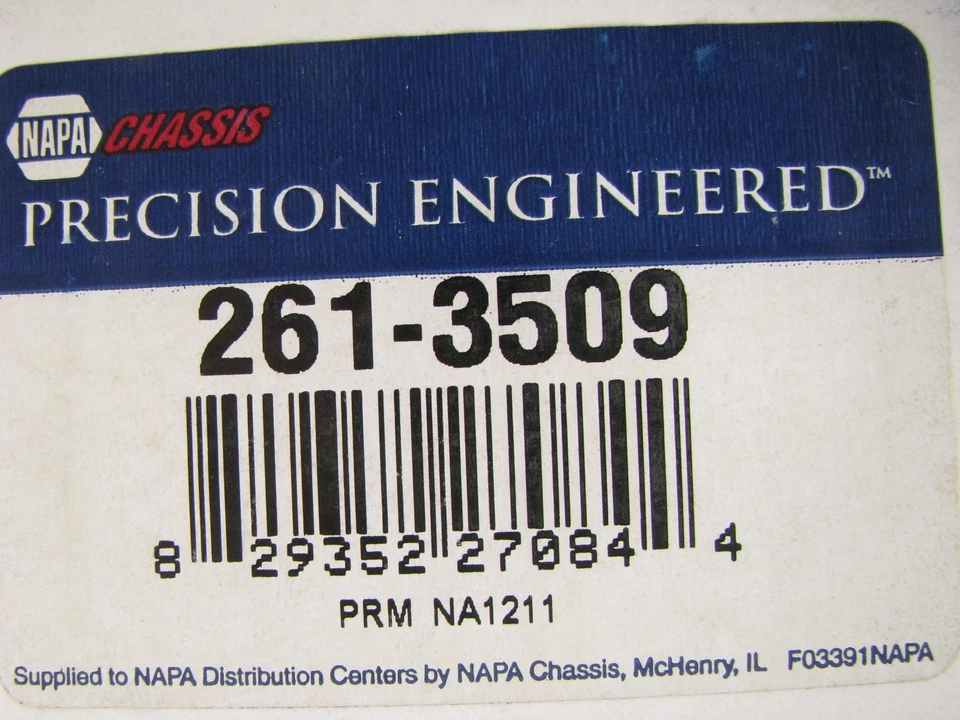 NAPA CHASSIS
PRECISION ENGINEERED™
261-3509
8 29352 27084 4
PRM NA1211
Supplied to NAPA Distribution Centers by NAPA Chassis, McHenry, IL F03391NAPA